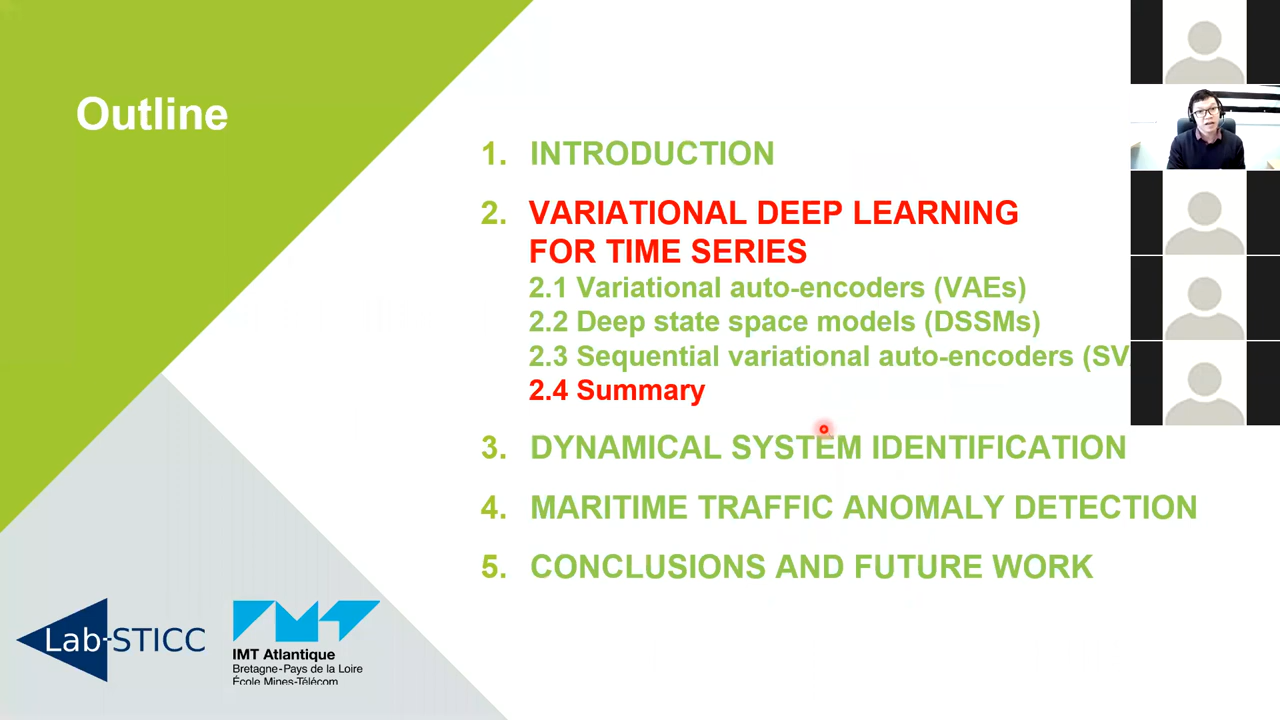 Outline
1. INTRODUCTION
2. VARIATIONAL DEEP LEARNING
FOR TIME SERIES
2.1 Variational auto-encoders (VAEs)
2.2 Deep state space models (DSSMs)
2.3 Sequential variational auto-encoders (SV
2.4 Summary
3. DYNAMICAL SYSTEM IDENTIFICATION
4. MARITIME TRAFFIC ANOMALY DETECTION
5. CONCLUSIONS AND FUTURE WORK
Lab-STICC
IMT Atlantique
Bretagne-Pays de la Loire
École Mines-Télécom